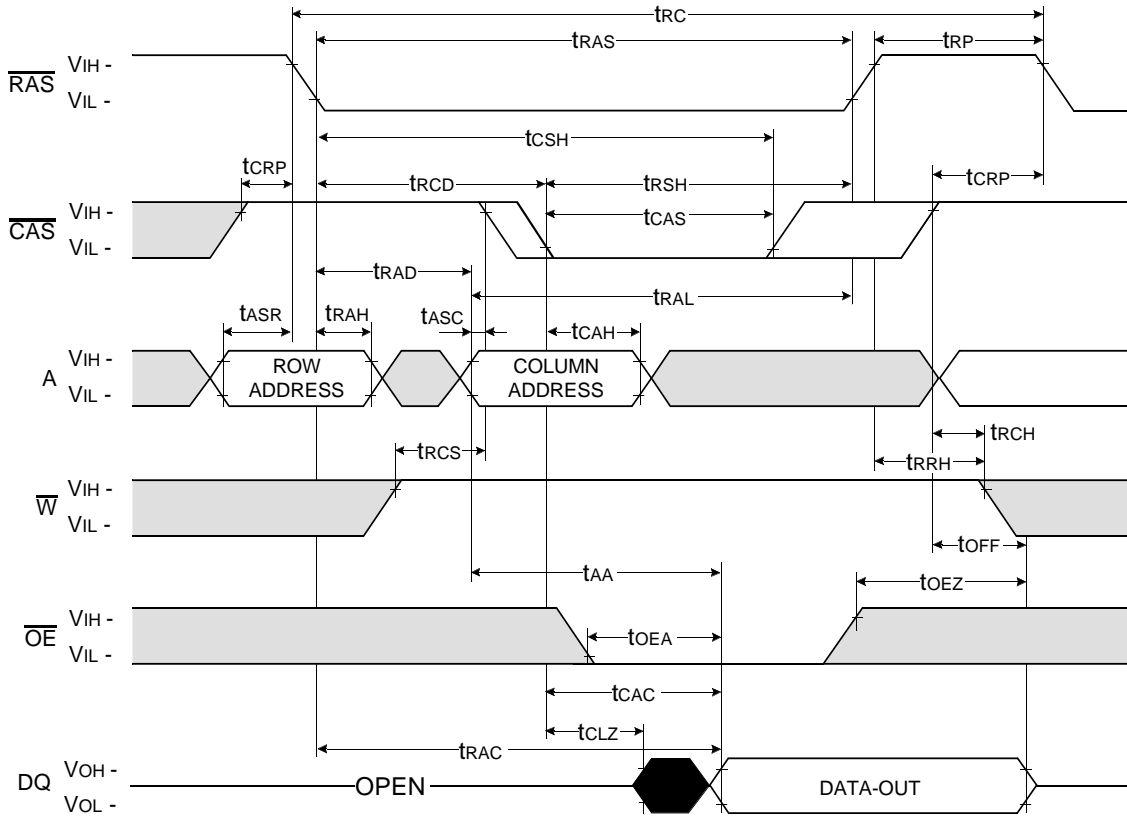 tRC
tRAS
tRP
RAS
VIH -
VIL -
tCSH
tCRP
tRCD
tRSH
tCRP
CAS
VIH -
VIL -
tCAS
tRAD
tRAL
tASR
tRAH
tASC
tCAH
A
VIH -
VIL -
ROW
ADDRESS
COLUMN
ADDRESS
tRCS
tRCH
tRRH
W
VIH -
VIL -
tOFF
tAA
tOEZ
OE
VIH -
VIL -
tOEA
tCAC
tCLZ
tRAC
DQ
VOH -
VOL -
OPEN
DATA-OUT